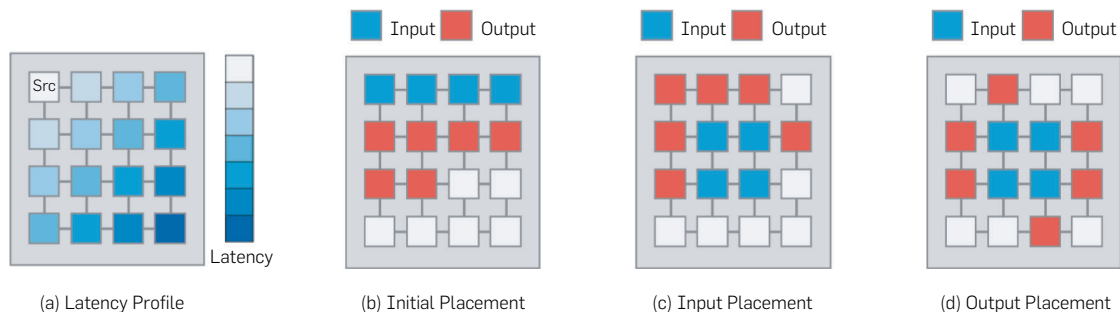 Input Output
Input Output
Input Output
Src
Latency
(a) Latency Profile
(b) Initial Placement
(c) Input Placement
(d) Output Placement